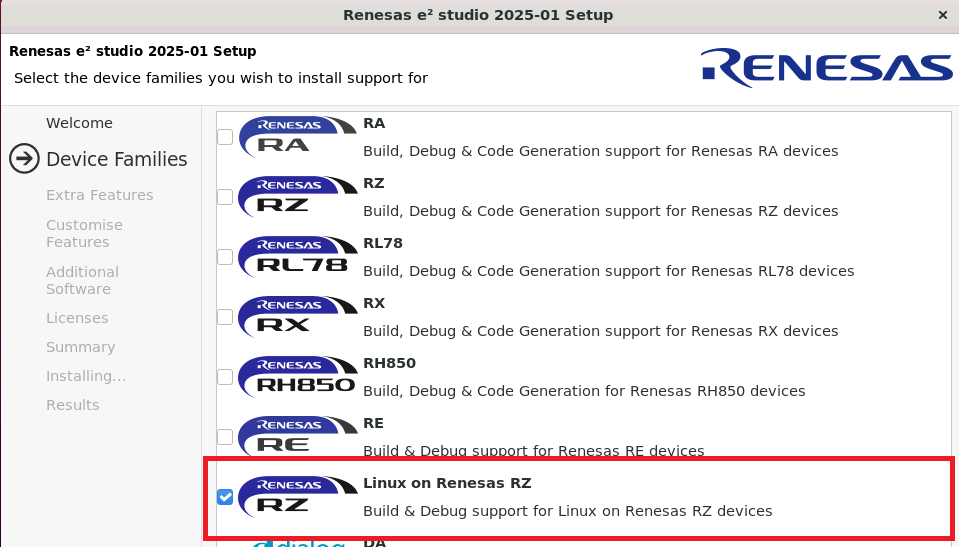 Renesas e² studio 2025-01 Setup
×
Renesas e² studio 2025-01 Setup
Select the device families you wish to install support for
RENESAS
Welcome
Device Families
Extra Features
Customise
Features
Additional
Software
Licenses
Summary
Installing...
Results
RENESAS
RA
RA
Build, Debug & Code Generation support for Renesas RA devices
RENESAS
RZ
RZ
Build, Debug & Code Generation support for Renesas RZ devices
RENESAS
RL78
RL78
Build, Debug & Code Generation support for Renesas RL78 devices
RENESAS
RX
RX
Build, Debug & Code Generation support for Renesas RX devices
RENESAS
RH850
RH850
Build, Debug & Code Generation for Renesas RH850 devices
RENESAS
RE
RE
Build & Debug support for Renesas RE devices
RENESAS
RZ
Linux on Renesas RZ
Build & Debug support for Linux on Renesas RZ devices
dialog
DA